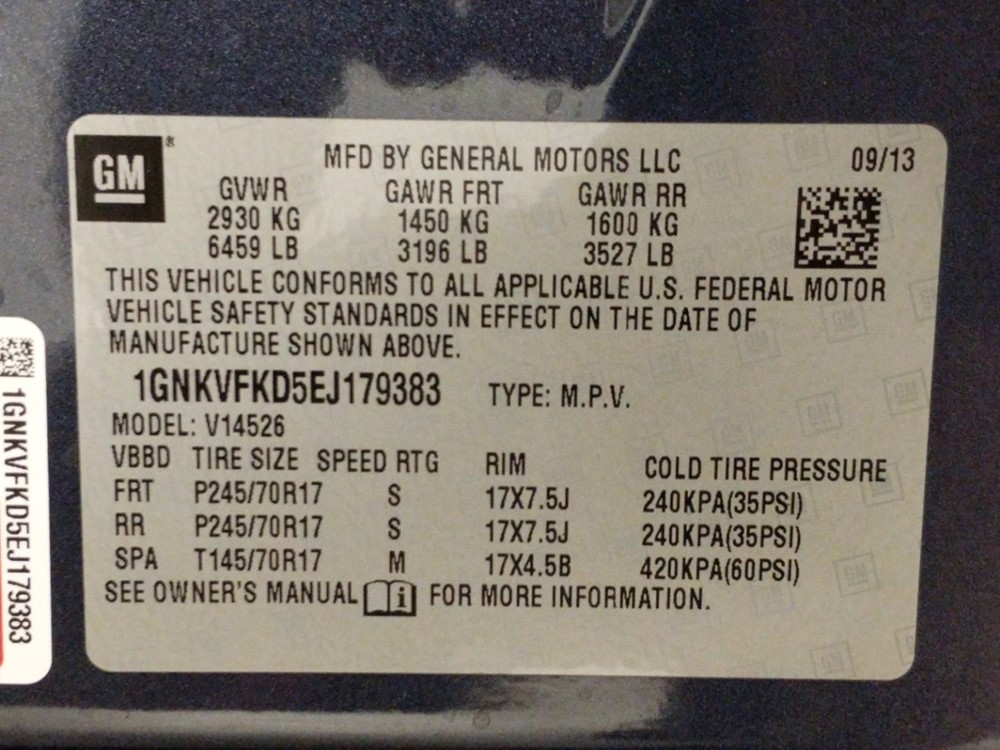 GM
MFD BY GENERAL MOTORS LLC 09/13
GVWR GAWR FRT GAWR RR
2930 KG 1450 KG 1600 KG
6459 LB 3196 LB 3527 LB
THIS VEHICLE CONFORMS TO ALL APPLICABLE U.S. FEDERAL MOTOR
VEHICLE SAFETY STANDARDS IN EFFECT ON THE DATE OF
MANUFACTURE SHOWN ABOVE.
1GNKVFKD5EJ179383 TYPE: M.P.V.
MODEL: V14526
VBBD TIRE SIZE SPEED RTG RIM COLD TIRE PRESSURE
FRT P245/70R17 S 17X7.5J 240KPA(35PSI)
RR P245/70R17 S 17X7.5J 240KPA(35PSI)
SPA T145/70R17 M 17X4.5B 420KPA(60PSI)
SEE OWNER'S MANUAL i FOR MORE INFORMATION.
1GNKVFKD5EJ179383